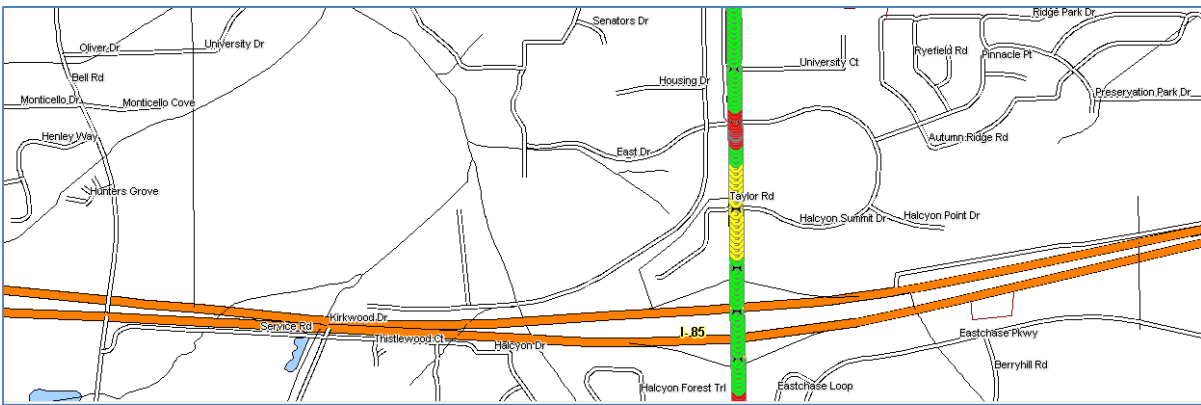 Senators Dr
Ridge Park Dr
Oliver Dr
University Dr
Ryefield Rd
Pinnacle Pt
University Ct
Bell Rd
Housing Dr
Preservation Park Dr
Monticello Dr
Monticello Cove
Henley Way
Autumn Ridge Rd
East Dr
Hunters Grove
Taylor Rd
Halcyon Summit Dr
Halcyon Point Dr
Kirkwood Dr
Service Rd
I-85
Eastchase Pkwy
Thistlewood Ct
Halcyon Dr
Berryhill Rd
Halcyon Forest Trl
Eastchase Loop